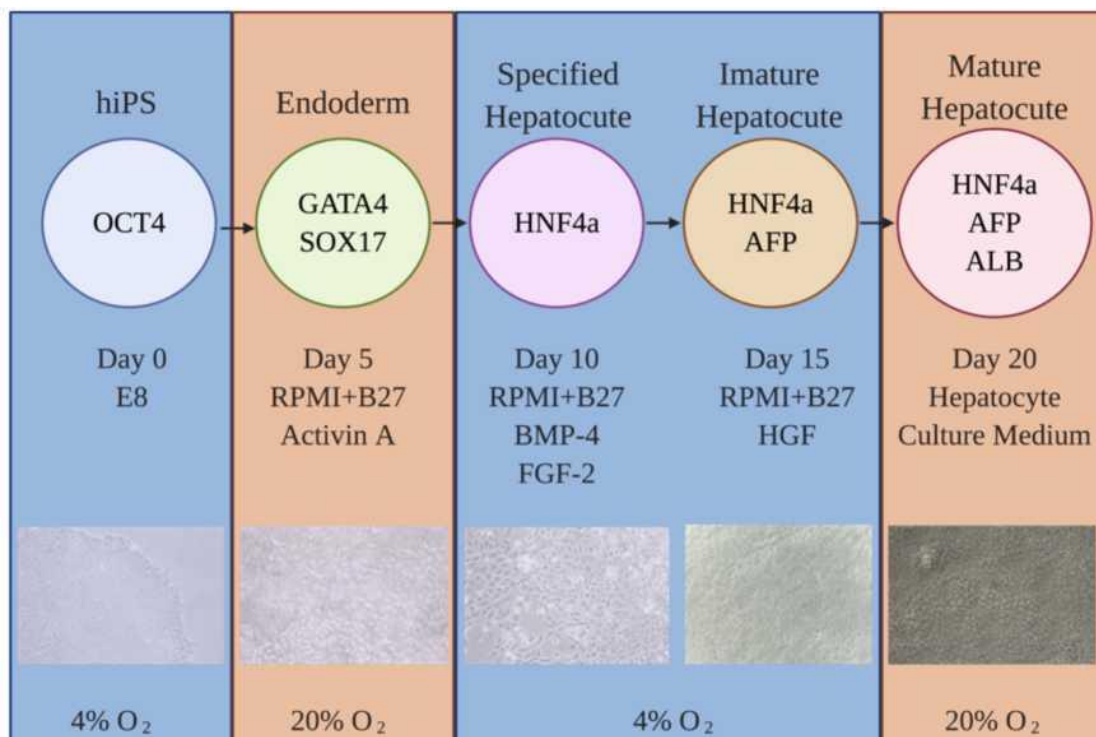 hiPS
OCT4
Day 0
E8
4% O₂
Endoderm
GATA4
SOX17
Day 5
RPMI+B27
Activin A
20% O₂
Specified
Hepatocute
HNF4a
Day 10
RPMI+B27
BMP-4
FGF-2
Imature
Hepatocute
HNF4a
AFP
Day 15
RPMI+B27
HGF
4% O₂
Mature
Hepatocute
HNF4a
AFP
ALB
Day 20
Hepatocyte
Culture Medium
20% O₂